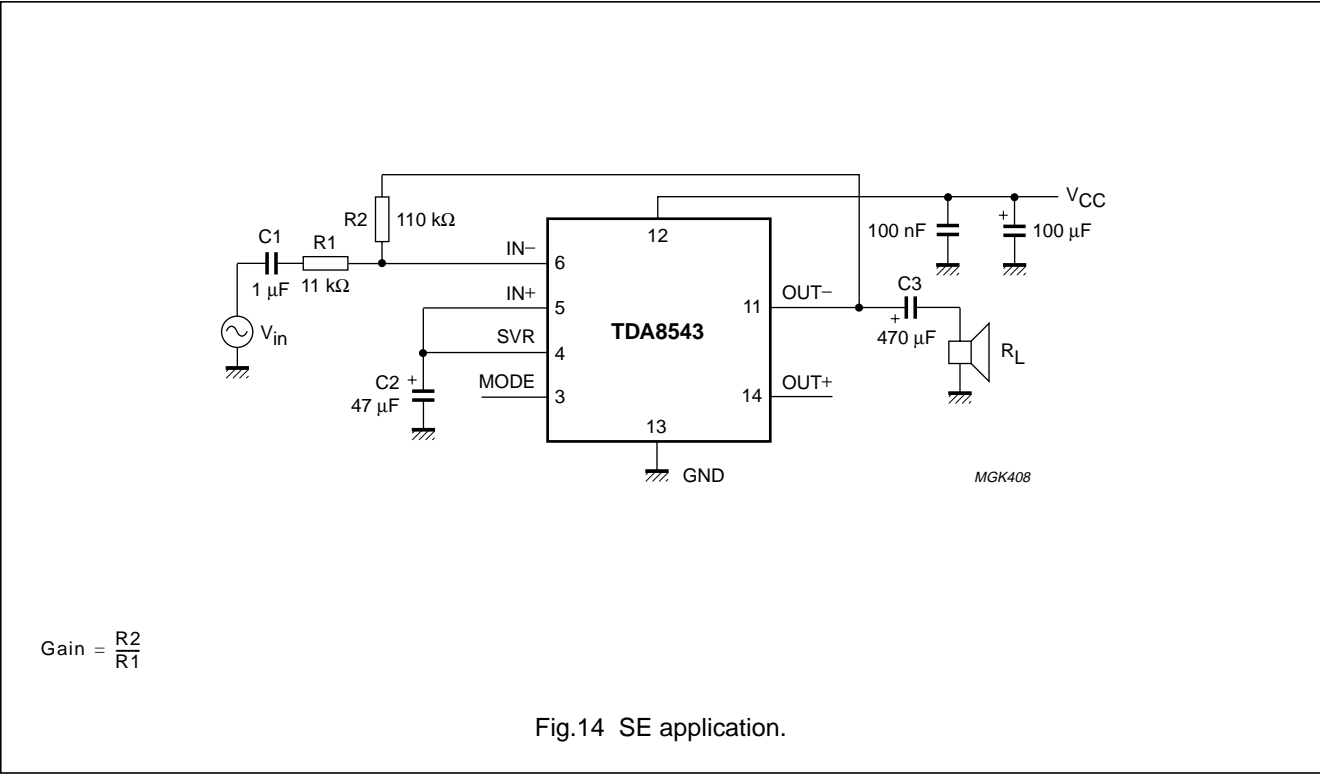 V_CC
R2
110 kΩ
12
100 nF
+
100 μF
C1
R1
IN−
6
1 μF
11 kΩ
C3
IN+
5
11
OUT−
+
470 μF
V_in
TDA8543
SVR
4
R_L
C2
+
47 μF
MODE
3
14
OUT+
13
GND
MGK408
Gain = R2/R1
Fig.14 SE application.